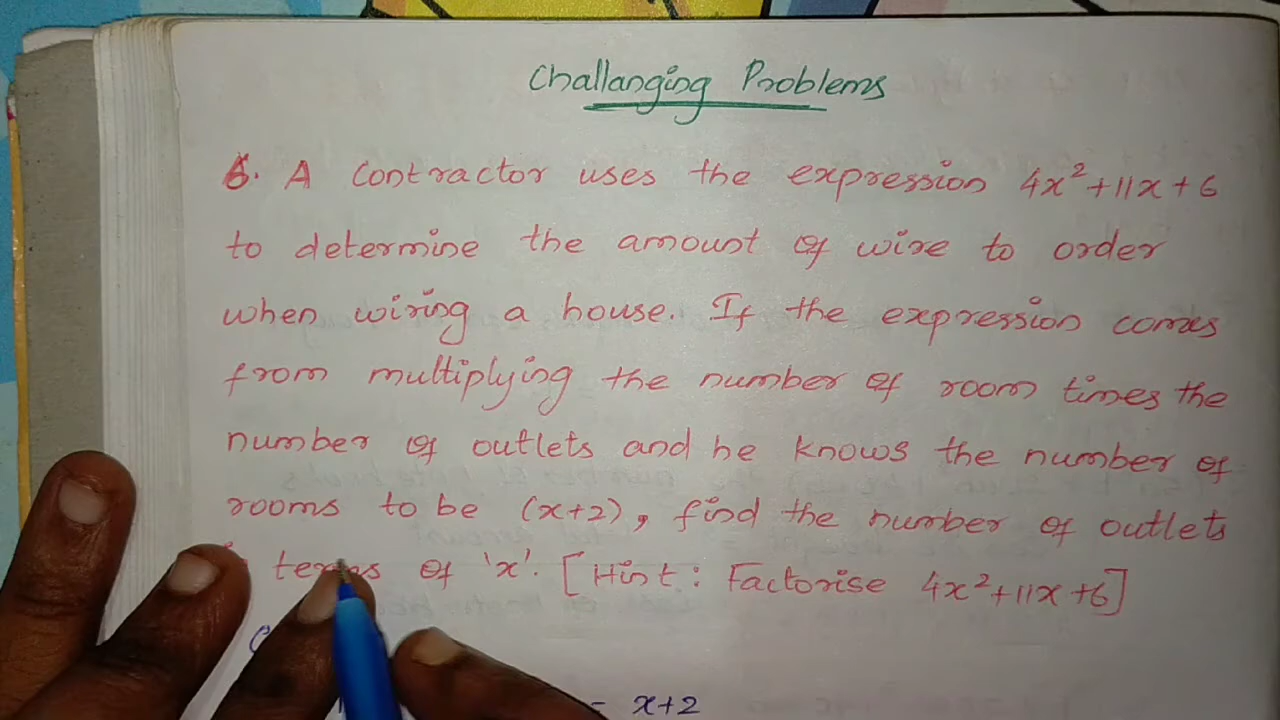 Challanging Problems
6. A contractor uses the expression 4x²+11x+6
to determine the amount of wire to order
when wiring a house. If the expression comes
from multiplying the number of room times the
number of outlets and he knows the number of
rooms to be (x+2), find the number of outlets
terms of 'x'. [Hint: Factorise 4x²+11x+6]
= x+2